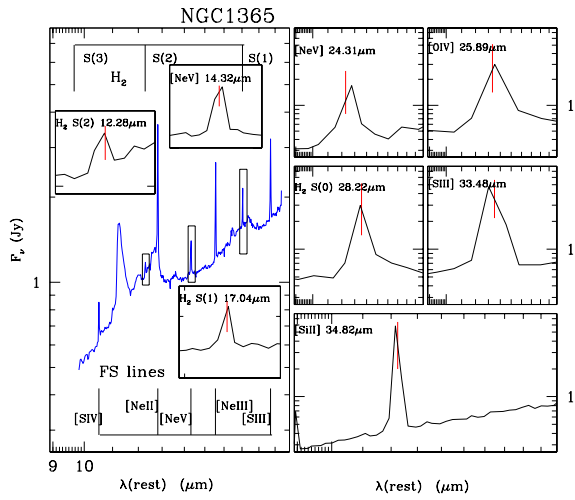 NGC1365
S(3) S(2) S(1)
H₂
[NeV] 14.32μm
H₂ S(2) 12.28μm
H₂ S(1) 17.04μm
FS lines
[SIV] [NeII] [NeV] [NeIII] [SIII]
F_ν (Jy)
1
9 10
λ(rest) (μm)
[NeV] 24.31μm
[OIV] 25.89μm
1
H₂ S(0) 28.22μm
[SIII] 33.48μm
1
[SiII] 34.82μm
1
λ(rest) (μm)